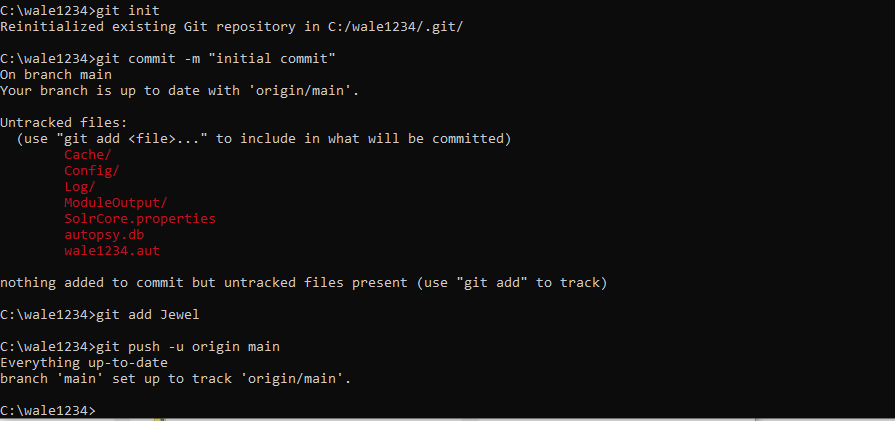 C:\wale1234>git init
Reinitialized existing Git repository in C:/wale1234/.git/
C:\wale1234>git commit -m "initial commit"
On branch main
Your branch is up to date with 'origin/main'.
Untracked files:
(use "git add <file>..." to include in what will be committed)
Cache/
Config/
Log/
ModuleOutput/
SolrCore.properties
autopsy.db
wale1234.aut
nothing added to commit but untracked files present (use "git add" to track)
C:\wale1234>git add Jewel
C:\wale1234>git push -u origin main
Everything up-to-date
branch 'main' set up to track 'origin/main'.
C:\wale1234>